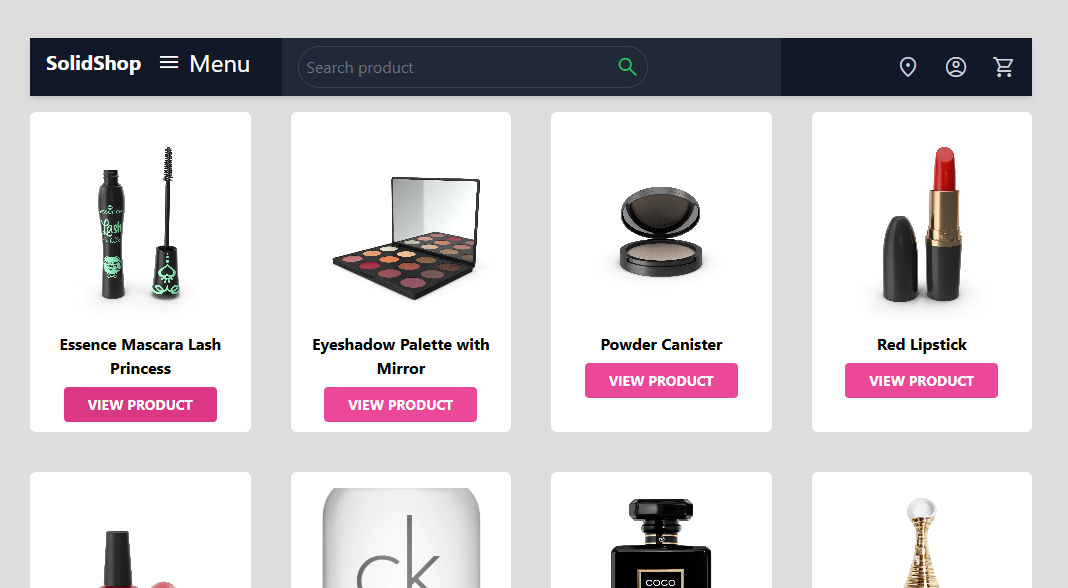 SolidShop
Menu
Search product
Lash
Essence Mascara Lash
Princess
VIEW PRODUCT
Eyeshadow Palette with
Mirror
VIEW PRODUCT
Powder Canister
VIEW PRODUCT
Red Lipstick
VIEW PRODUCT
ck
COCO